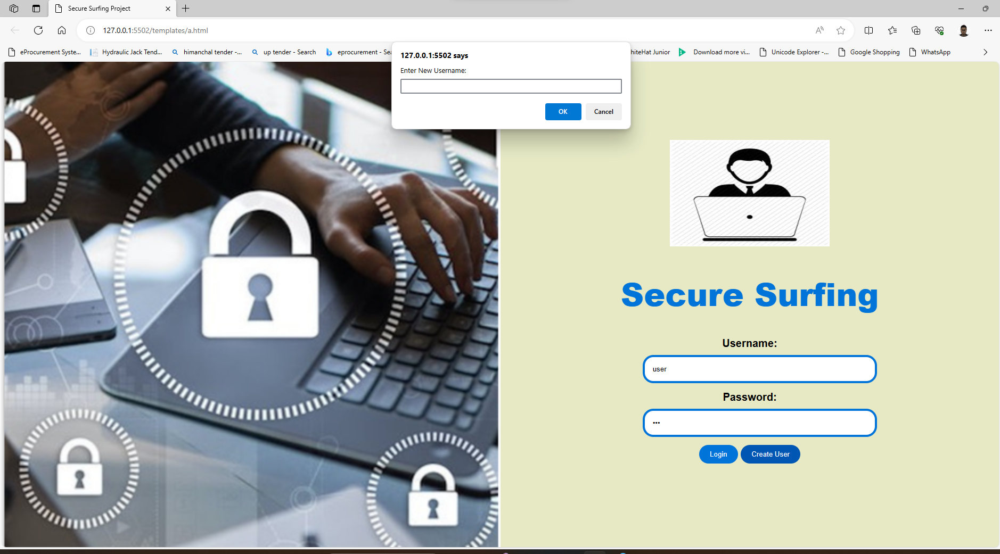 Secure Surfing Project
127.0.0.1:5502/templates/a.html
eProcurement Syste...
Hydraulic Jack Tend...
himanchal tender -...
up tender - Search
eprocurement - Sea
hiteHat Junior
Download more vi...
Unicode Explorer -...
Google Shopping
WhatsApp
127.0.0.1:5502 says
Enter New Username:
OK Cancel
Secure Surfing
Username:
user
Password:
•••
Login Create User